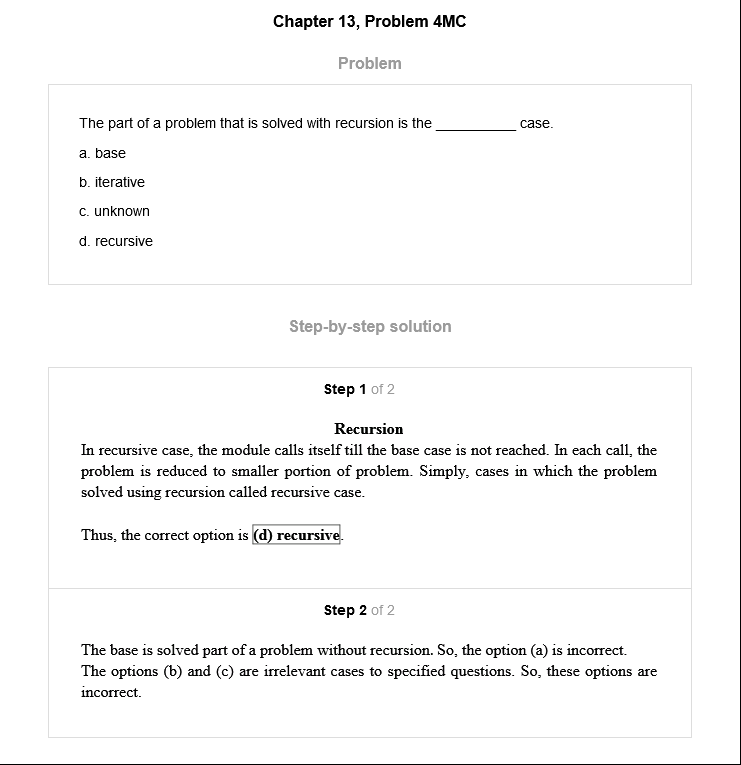 Chapter 13, Problem 4MC
Problem
The part of a problem that is solved with recursion is the __________ case.
a. base
b. iterative
c. unknown
d. recursive
Step-by-step solution
Step 1 of 2
Recursion
In recursive case, the module calls itself till the base case is not reached. In each call, the
problem is reduced to smaller portion of problem. Simply, cases in which the problem
solved using recursion called recursive case.
Thus, the correct option is (d) recursive.
Step 2 of 2
The base is solved part of a problem without recursion. So, the option (a) is incorrect.
The options (b) and (c) are irrelevant cases to specified questions. So, these options are
incorrect.